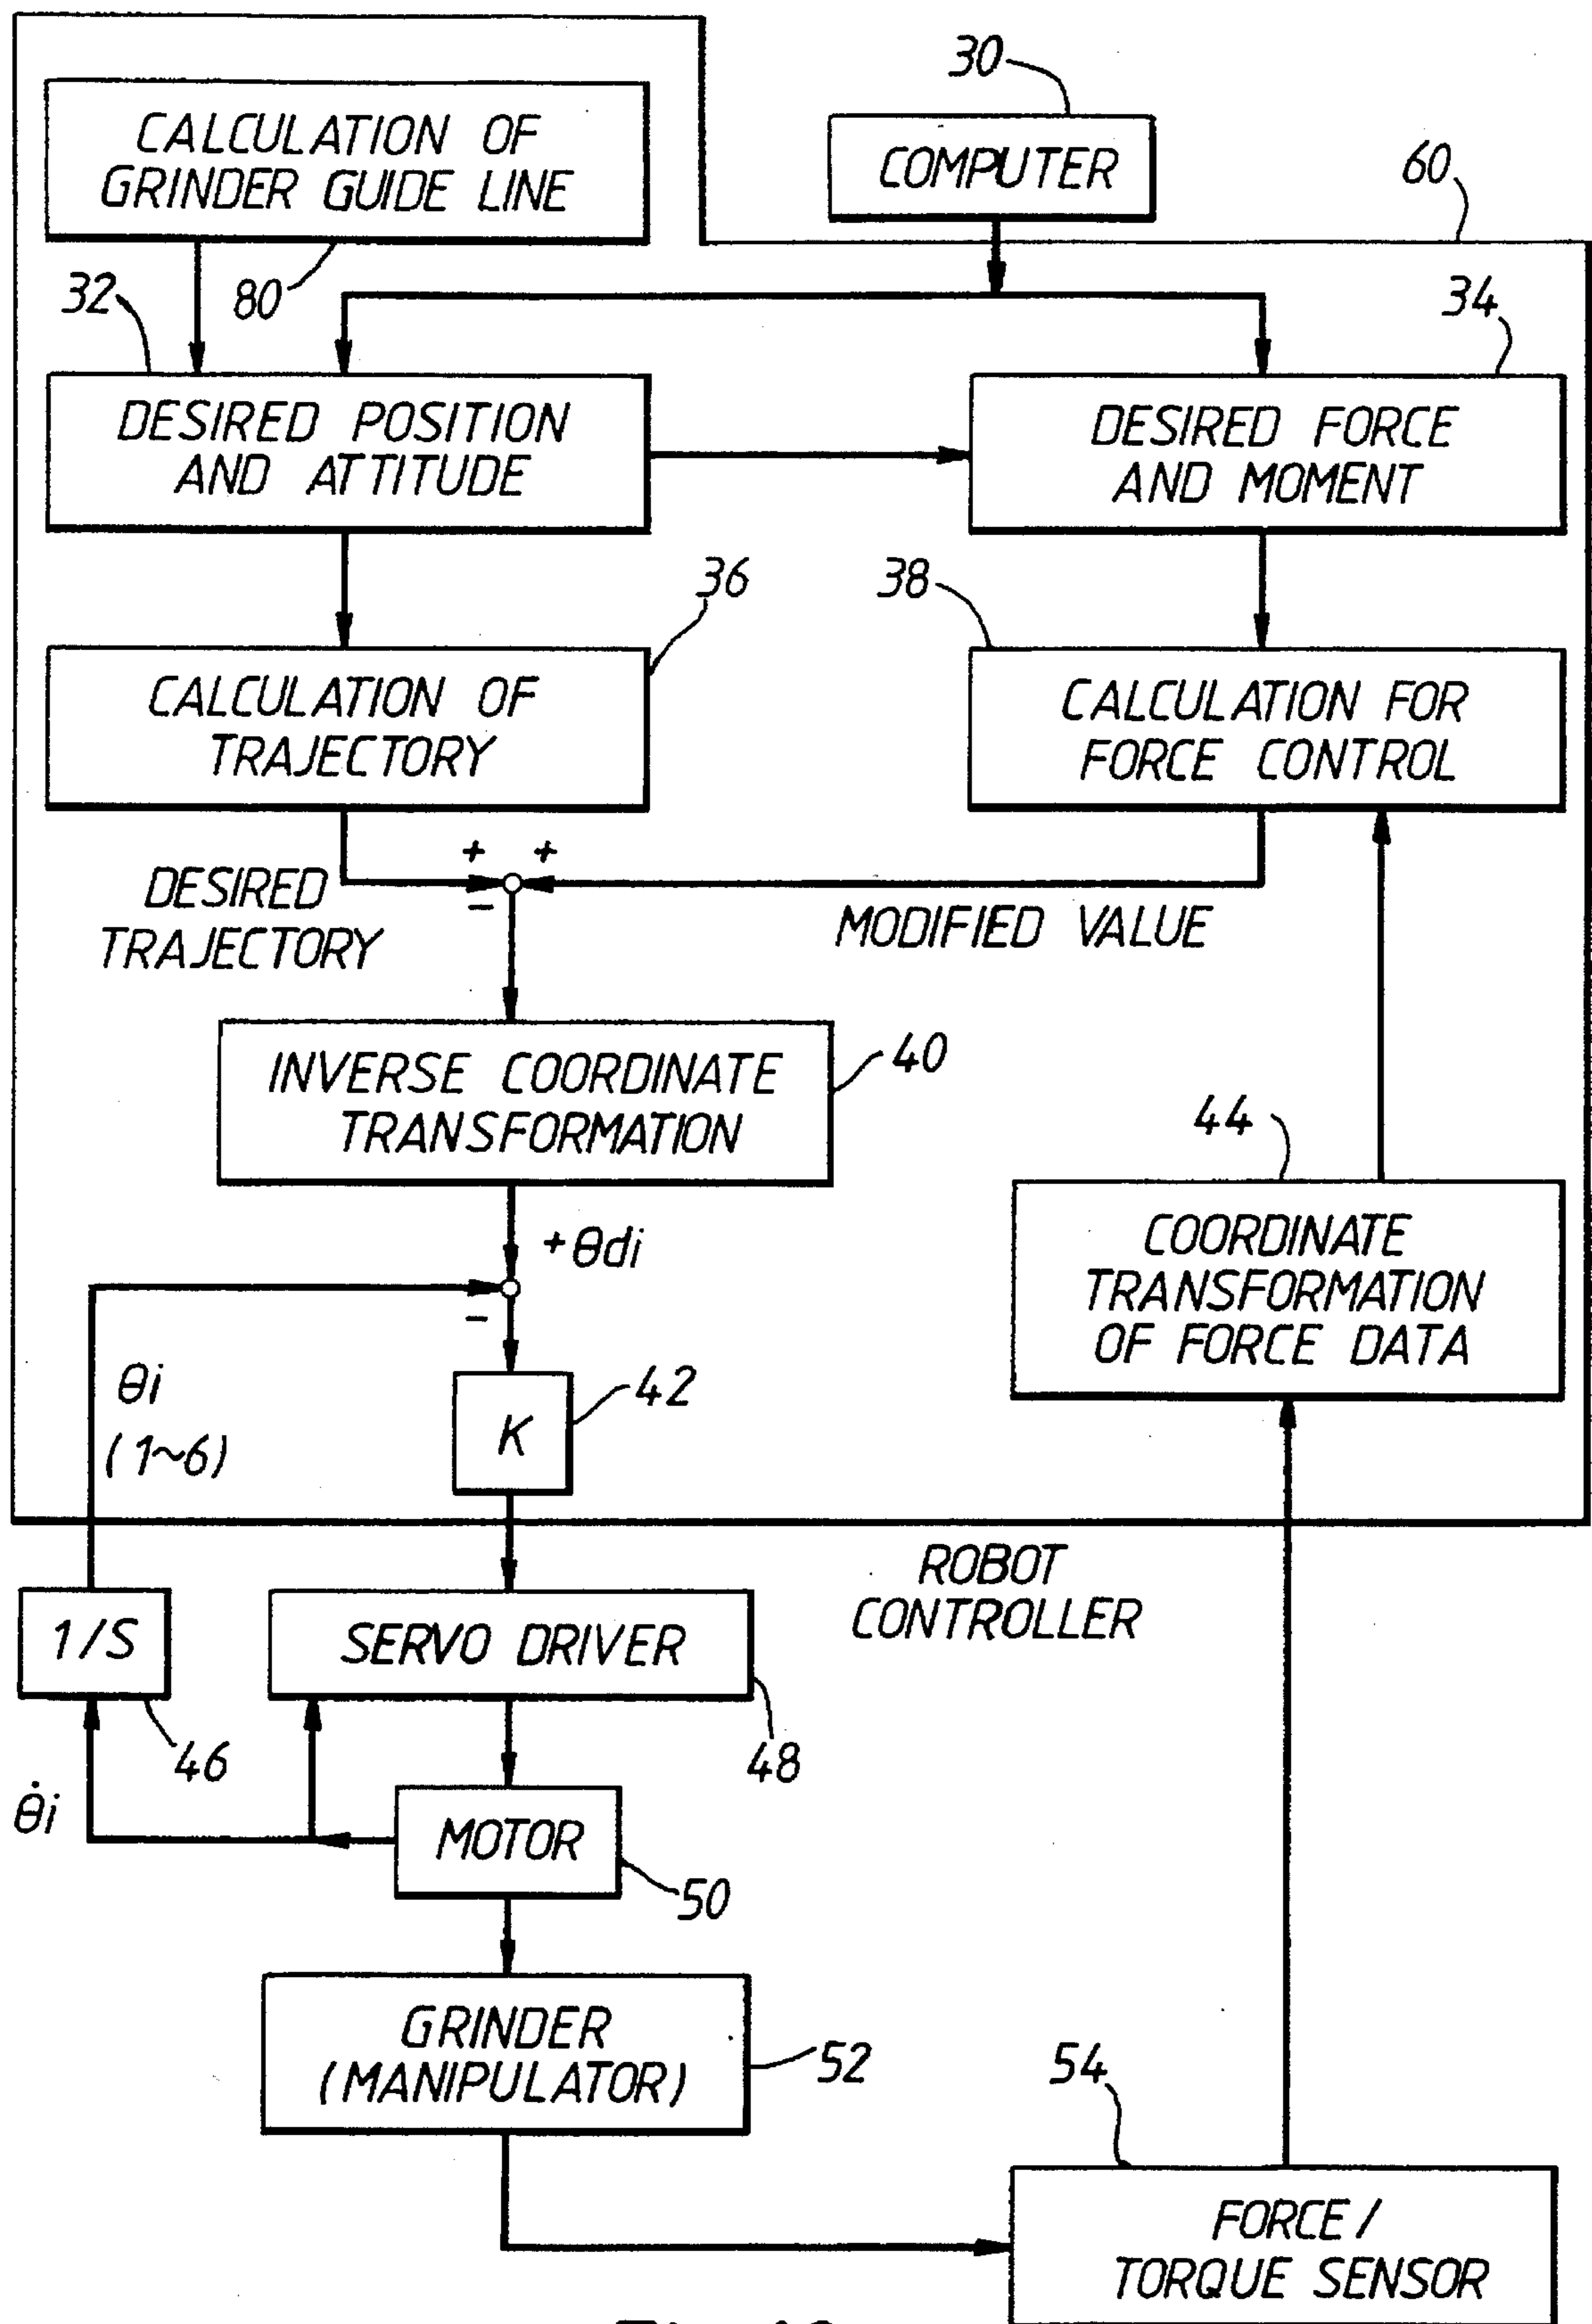 CALCULATION OF
GRINDER GUIDE LINE
80
30
COMPUTER
60
32
DESIRED POSITION
AND ATTITUDE
34
DESIRED FORCE
AND MOMENT
36
CALCULATION OF
TRAJECTORY
38
CALCULATION FOR
FORCE CONTROL
+ +
−
DESIRED
TRAJECTORY
MODIFIED VALUE
INVERSE COORDINATE
TRANSFORMATION
40
44
COORDINATE
TRANSFORMATION
OF FORCE DATA
+θdi
−
θi
(1~6)
K
42
ROBOT
CONTROLLER
1/S
46
SERVO DRIVER
48
θ̇i
MOTOR
50
GRINDER
(MANIPULATOR)
52
54
FORCE/
TORQUE SENSOR